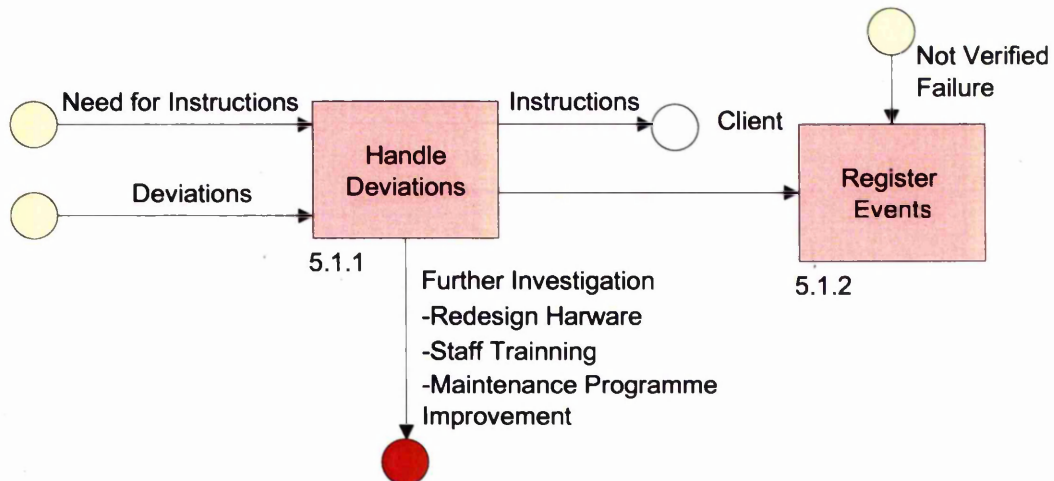 Not Verified
Failure
Need for Instructions
Instructions
Client
Handle
Deviations
Register
Events
Deviations
5.1.1
5.1.2
Further Investigation
-Redesign Harware
-Staff Trainning
-Maintenance Programme
Improvement